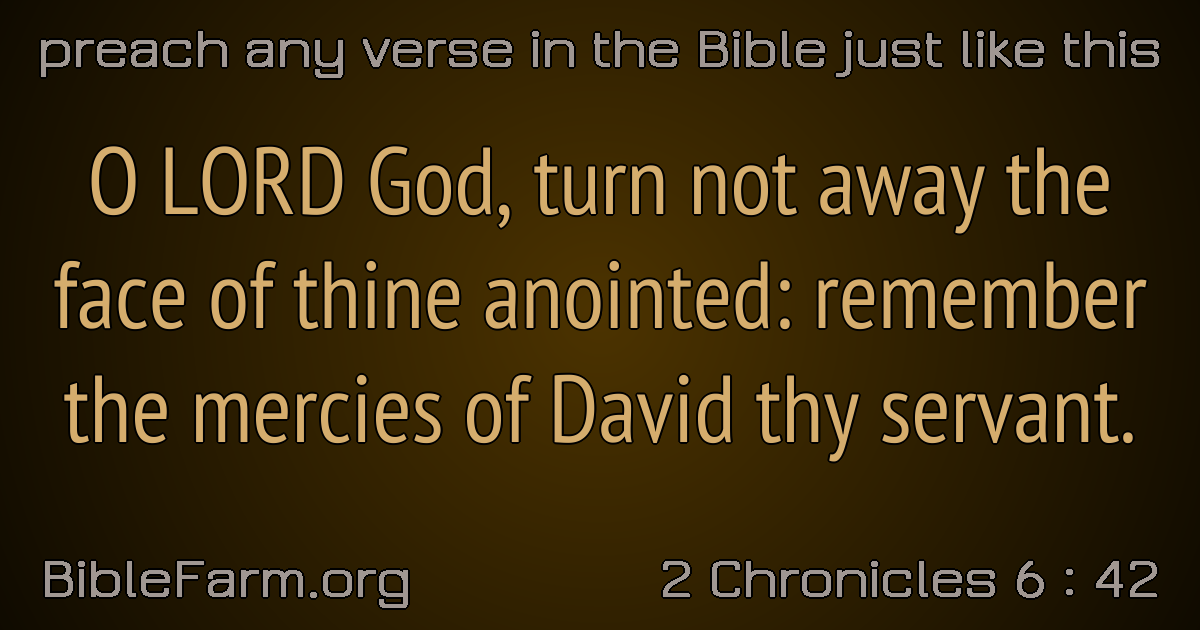 preach any verse in the Bible just like this
O LORD God, turn not away the
face of thine anointed: remember
the mercies of David thy servant.
BibleFarm.org
2 Chronicles 6 : 42